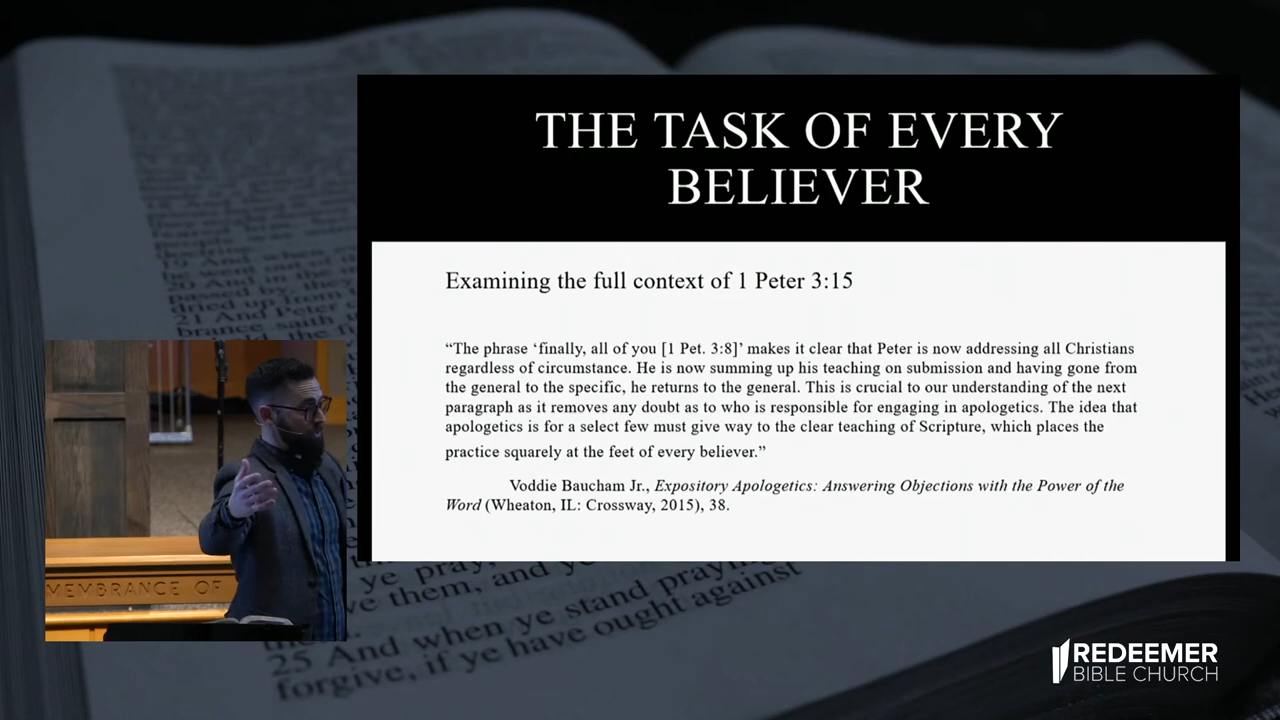 THE TASK OF EVERY
BELIEVER
Examining the full context of 1 Peter 3:15
“The phrase ‘finally, all of you [1 Pet. 3:8]’ makes it clear that Peter is now addressing all Christians
regardless of circumstance. He is now summing up his teaching on submission and having gone from
the general to the specific, he returns to the general. This is crucial to our understanding of the next
paragraph as it removes any doubt as to who is responsible for engaging in apologetics. The idea that
apologetics is for a select few must give way to the clear teaching of Scripture, which places the
practice squarely at the feet of every believer.”
Voddie Baucham Jr., Expository Apologetics: Answering Objections with the Power of the
Word (Wheaton, IL: Crossway, 2015), 38.
EMBRANCE OF
21 And Peter
brance saith
ye pray,
them, and
25 And when ye stand praying
forgive, if ye have ought against
REDEEMER
BIBLE CHURCH